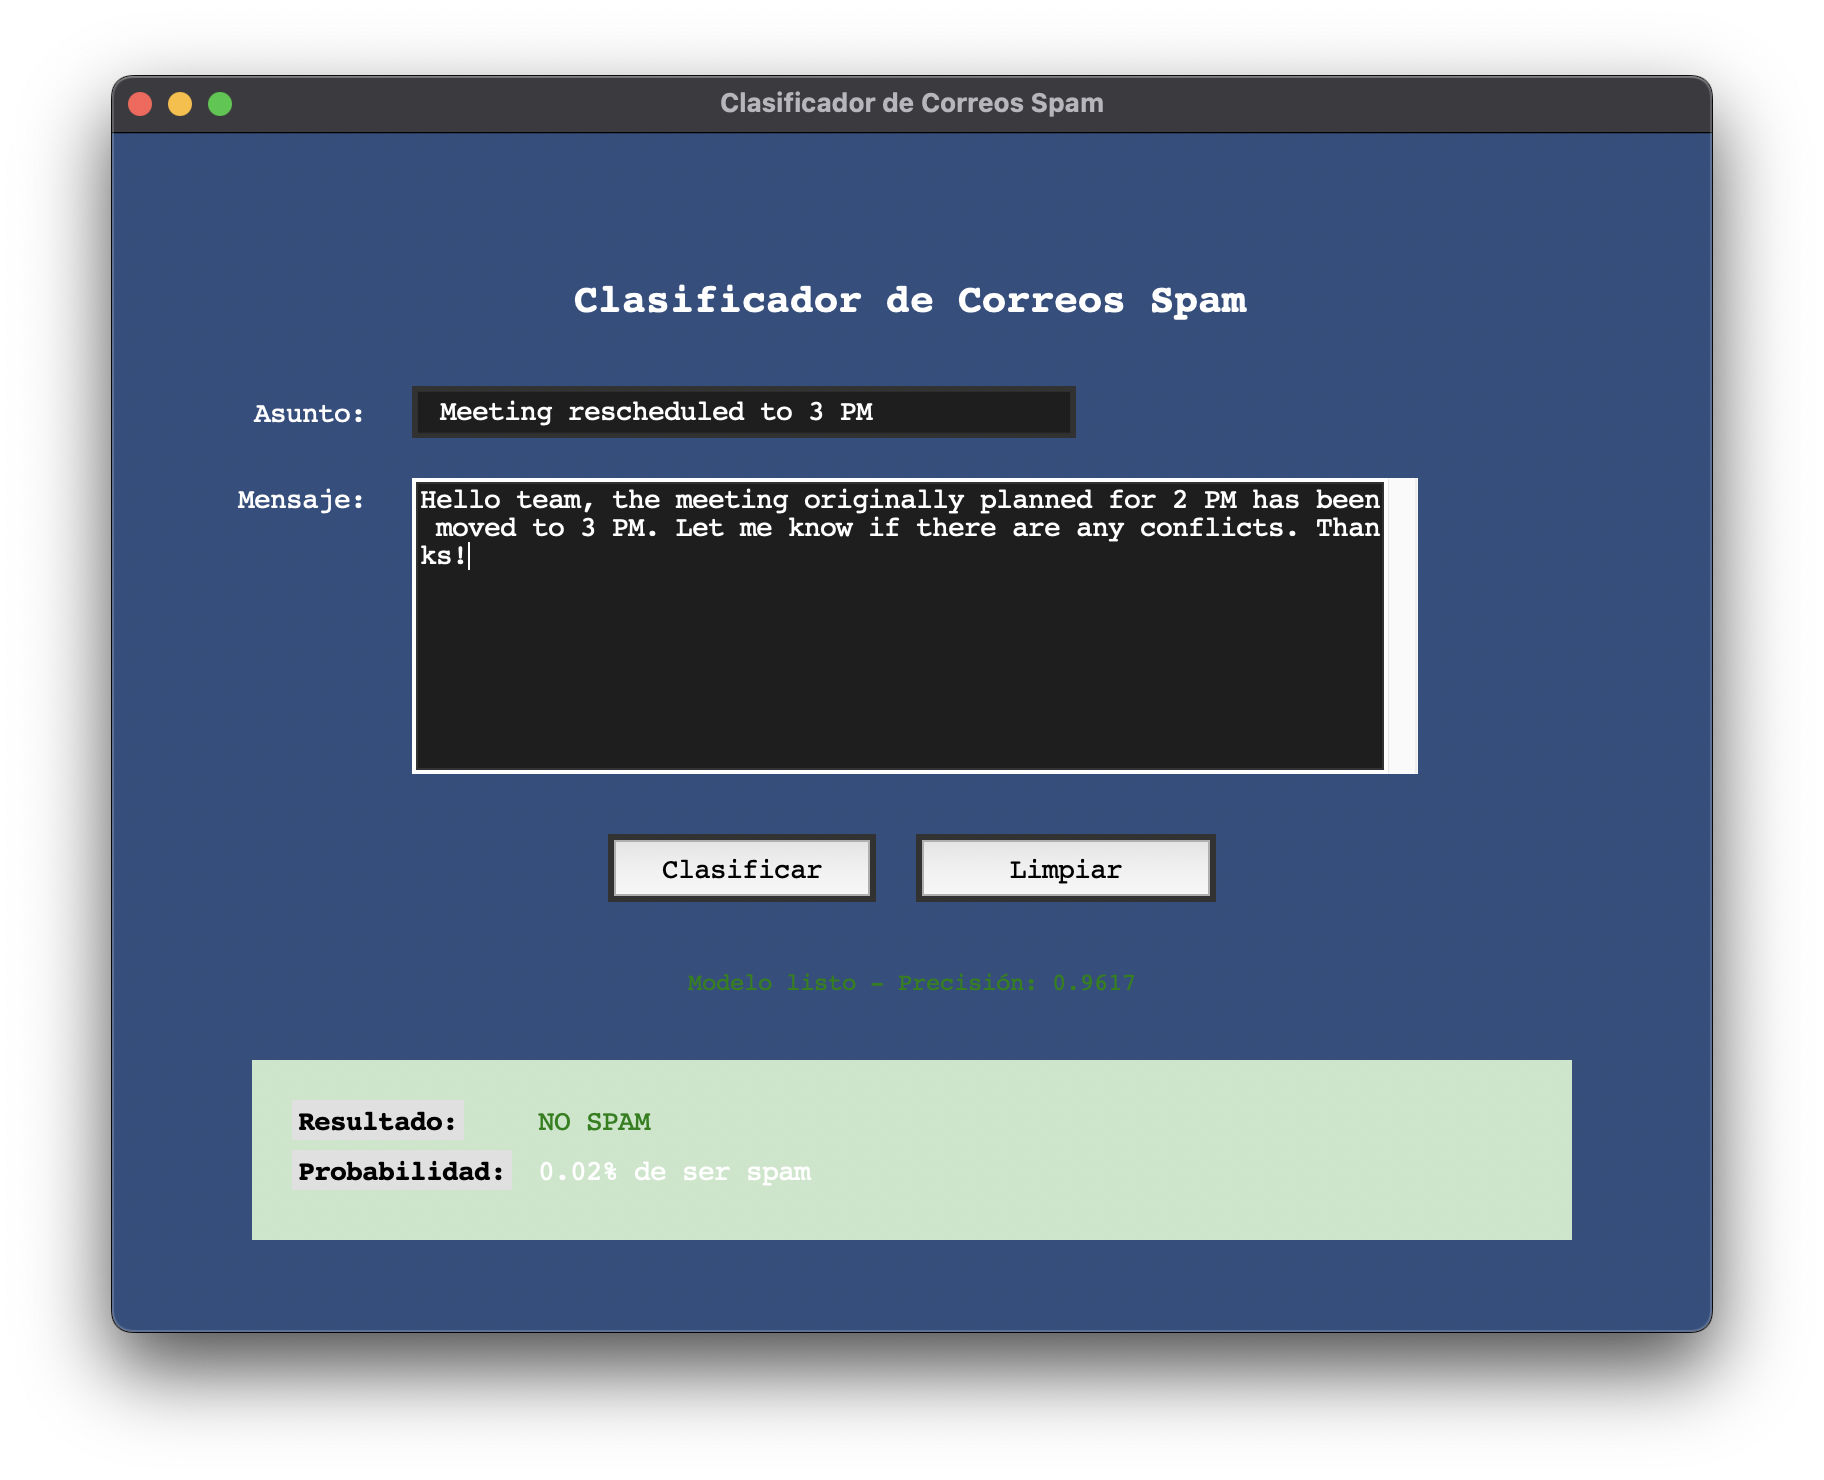 Clasificador de Correos Spam
Clasificador de Correos Spam
Asunto: Meeting rescheduled to 3 PM
Mensaje: Hello team, the meeting originally planned for 2 PM has been
moved to 3 PM. Let me know if there are any conflicts. Than
ks!
Clasificar Limpiar
Modelo listo - Precisión: 0.9617
Resultado: NO SPAM
Probabilidad: 0.02% de ser spam